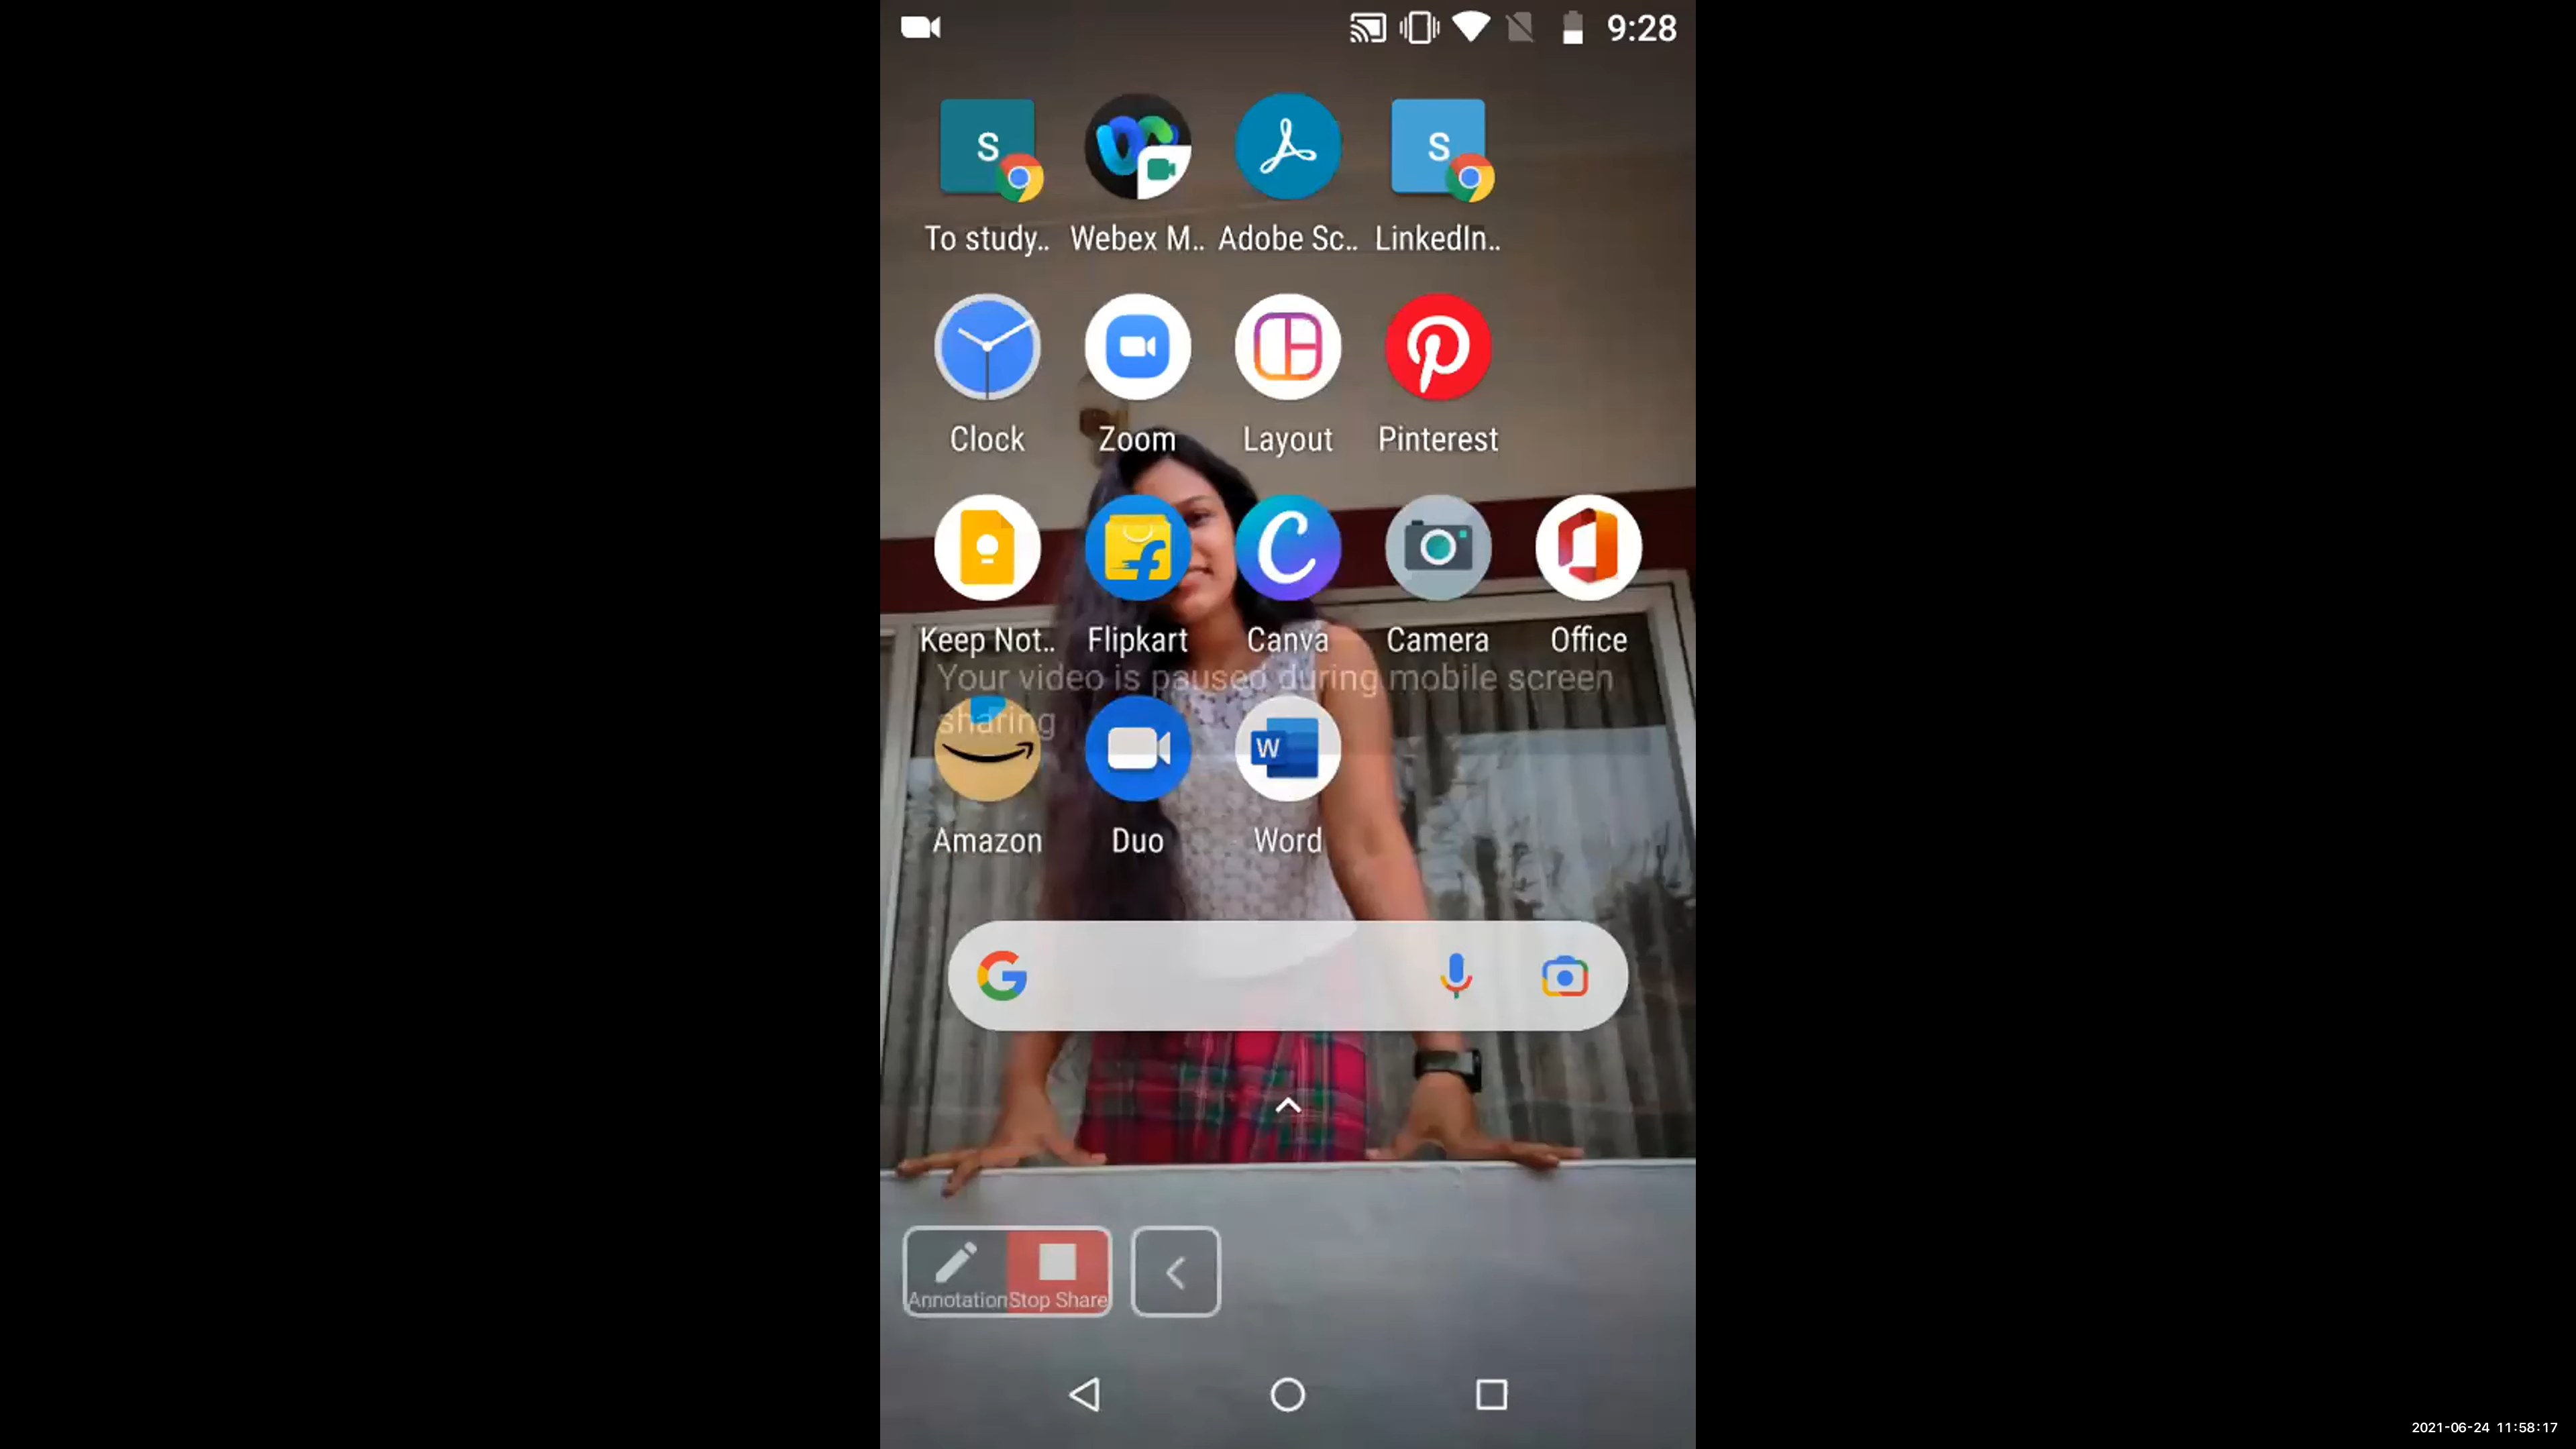 9:28
S
S
To study..
Webex M..
Adobe Sc..
LinkedIn..
Clock
Zoom
Layout
Pinterest
Keep Not..
Flipkart
Canva
Camera
Office
Your video is paused during mobile screen
sharing
W
Amazon
Duo
Word
Annotation
Stop Share
2021-06-24 11:58:17